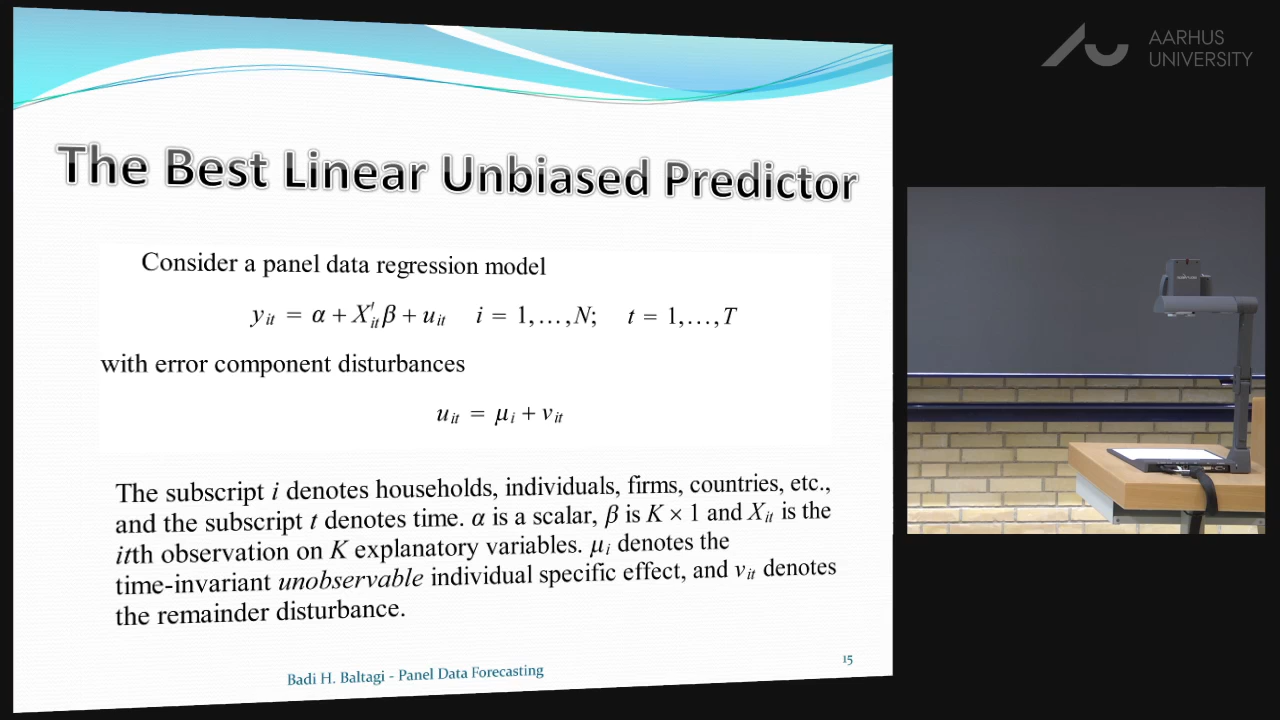 The Best Linear Unbiased Predictor
Consider a panel data regression model
y_it = α + X′_it β + u_it   i = 1,…,N;   t = 1,…,T
with error component disturbances
u_it = μ_i + v_it
The subscript i denotes households, individuals, firms, countries, etc.,
and the subscript t denotes time. α is a scalar, β is K × 1 and X_it is the
itth observation on K explanatory variables. μ_i denotes the
time-invariant unobservable individual specific effect, and v_it denotes
the remainder disturbance.
Badi H. Baltagi - Panel Data Forecasting
15
AARHUS
UNIVERSITY